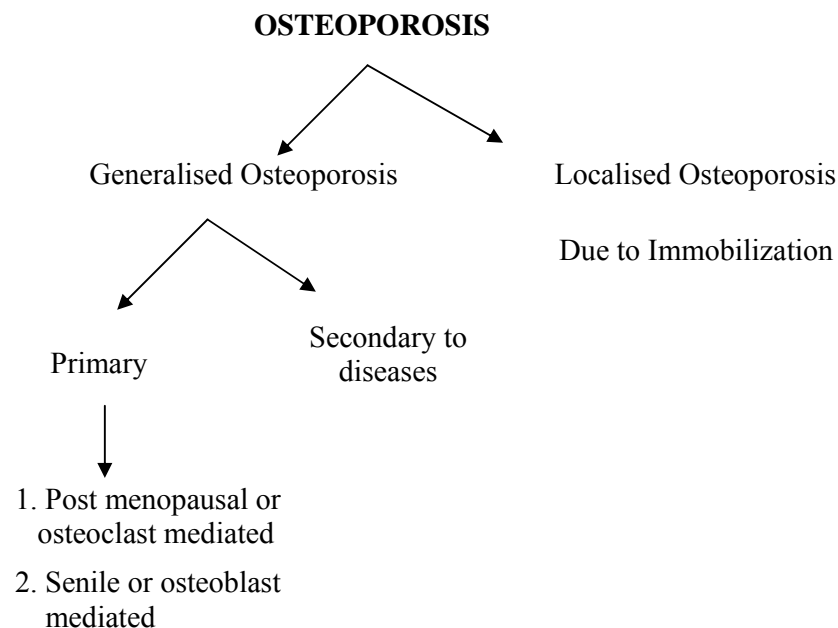 OSTEOPOROSIS
Generalised Osteoporosis
Localised Osteoporosis
Due to Immobilization
Primary
Secondary to
diseases
1. Post menopausal or
osteoclast mediated
2. Senile or osteoblast
mediated